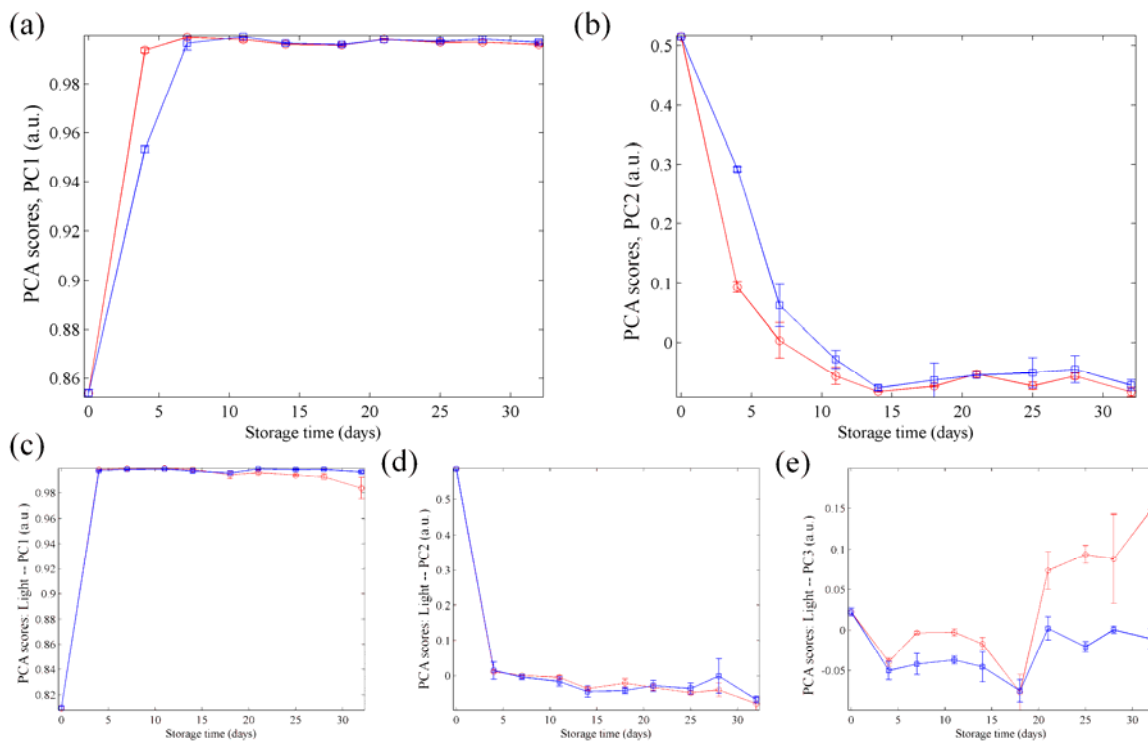 (a)
PCA scores, PC1 (a.u.)
0.98
0.96
0.94
0.92
0.9
0.88
0.86
0 5 10 15 20 25 30
Storage time (days)
(b)
PCA scores, PC2 (a.u.)
0.5
0.4
0.3
0.2
0.1
0
0 5 10 15 20 25 30
Storage time (days)
(c)
PCA scores: Light -- PC1 (a.u.)
0.98
0.96
0.94
0.92
0.9
0.88
0.86
0.84
0.82
0 5 10 15 20 25 30
Storage time (days)
(d)
PCA scores: Light -- PC2 (a.u.)
0.5
0.4
0.3
0.2
0.1
0
0 5 10 15 20 25 30
Storage time (days)
(e)
PCA scores: Light -- PC3 (a.u.)
0.15
0.1
0.05
0
-0.05
0 5 10 15 20 25 30
Storage time (days)